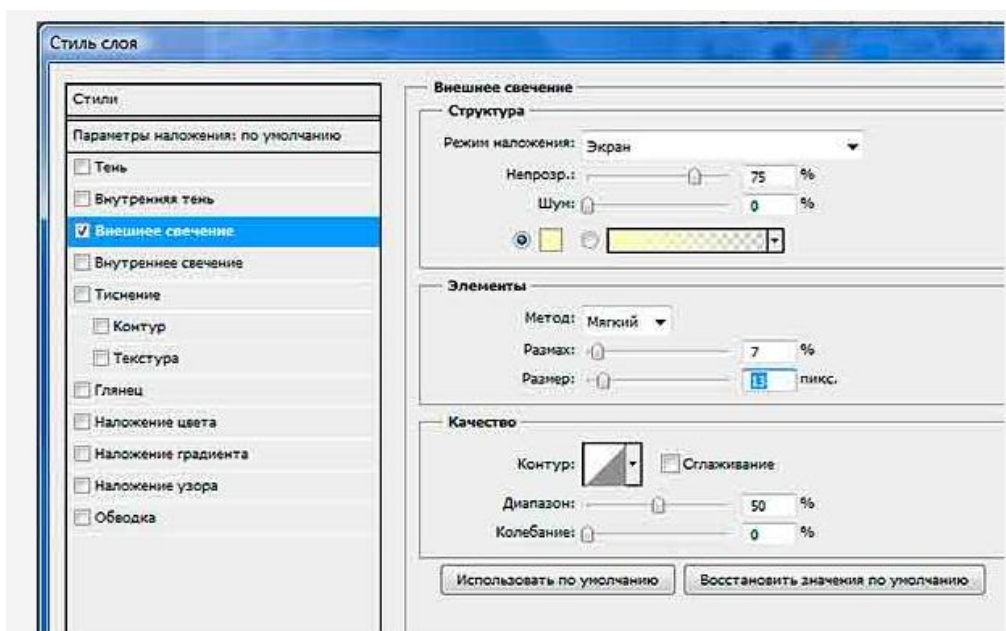 Стиль слоя
Стили
Параметры наложения: по умолчанию
Тень
Внутренняя тень
Внешнее свечение
Внутреннее свечение
Тиснение
Контур
Текстура
Глянец
Наложение цвета
Наложение градиента
Наложение узора
Обводка
Внешнее свечение
Структура
Режим наложения: Экран
Непрозр.: 75 %
Шум: 0 %
Элементы
Метод: Мягкий
Размах: 7 %
Размер: 13 пикс.
Качество
Контур: Сглаживание
Диапазон: 50 %
Колебание: 0 %
Использовать по умолчанию Восстановить значения по умолчанию